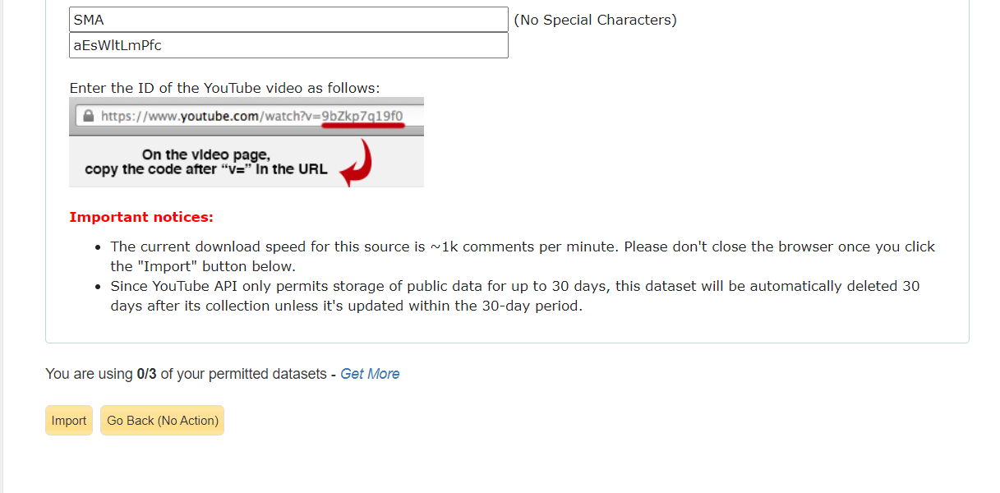 SMA (No Special Characters)
aEsWltLmPfc
Enter the ID of the YouTube video as follows:
https://www.youtube.com/watch?v=9bZkp7q19f0
On the video page,
copy the code after “v=” in the URL
Important notices:
• The current download speed for this source is ~1k comments per minute. Please don't close the browser once you click
the "Import" button below.
• Since YouTube API only permits storage of public data for up to 30 days, this dataset will be automatically deleted 30
days after its collection unless it's updated within the 30-day period.
You are using 0/3 of your permitted datasets - Get More
Import Go Back (No Action)